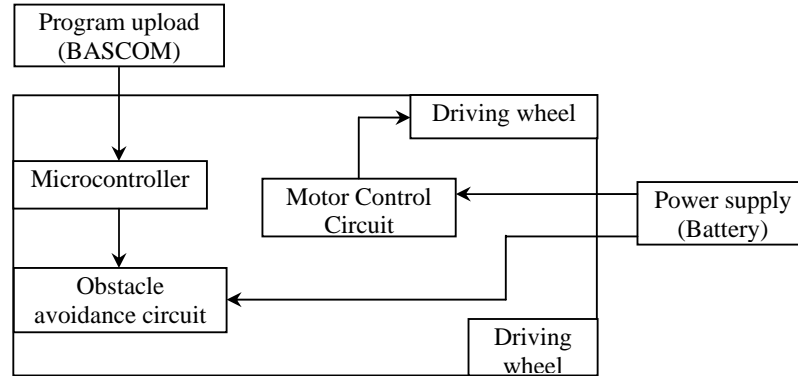 Program upload
(BASCOM)
Driving wheel
Microcontroller
Motor Control
Circuit
Power supply
(Battery)
Obstacle
avoidance circuit
Driving
wheel